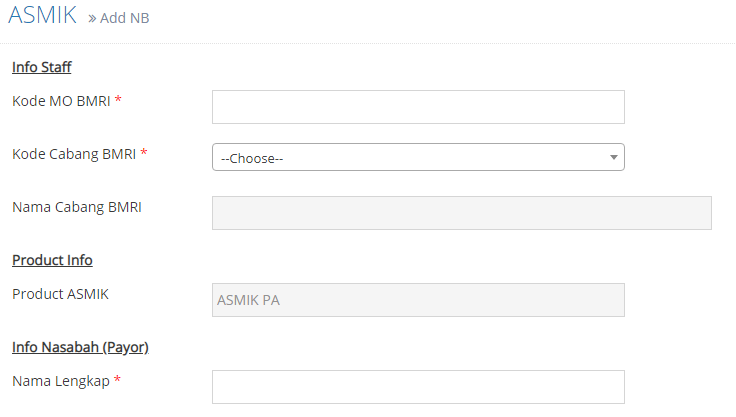 ASMIK » Add NB
Info Staff
Kode MO BMRI *
Kode Cabang BMRI * --Choose--
Nama Cabang BMRI
Product Info
Product ASMIK ASMIK PA
Info Nasabah (Payor)
Nama Lengkap *